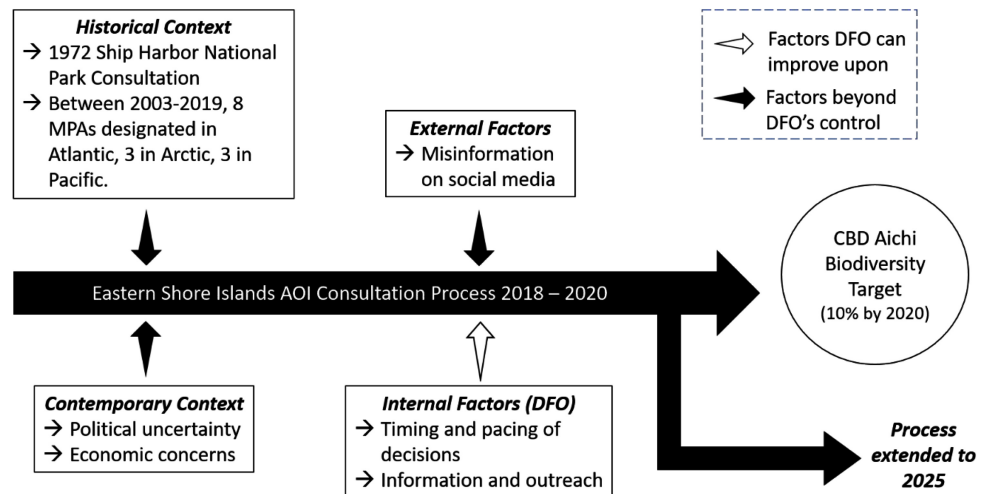 Historical Context
→ 1972 Ship Harbor National
Park Consultation
→ Between 2003-2019, 8
MPAs designated in
Atlantic, 3 in Arctic, 3 in
Pacific.
External Factors
→ Misinformation
on social media
Factors DFO can
improve upon
Factors beyond
DFO's control
Eastern Shore Islands AOI Consultation Process 2018 – 2020
CBD Aichi
Biodiversity
Target
(10% by 2020)
Contemporary Context
→ Political uncertainty
→ Economic concerns
Internal Factors (DFO)
→ Timing and pacing of
decisions
→ Information and outreach
Process
extended to
2025